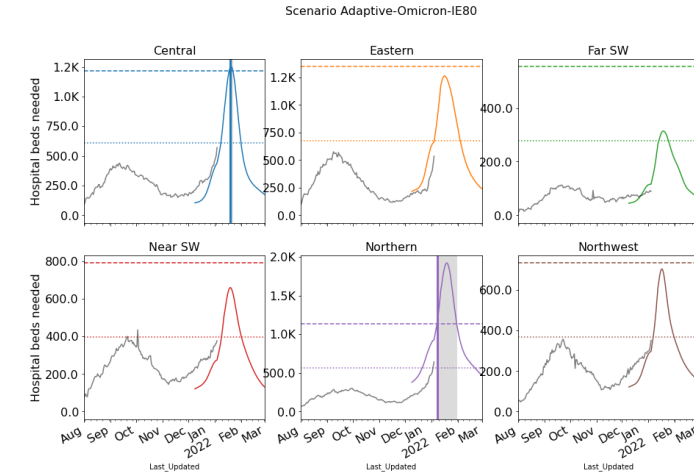 Scenario Adaptive-Omicron-IE80
Central
Eastern
Far SW
Hospital beds needed
1.2K
1.0K
750.0
500.0
250.0
0.0
1.2K
1.0K
750.0
500.0
250.0
0.0
400.0
200.0
0.0
Near SW
Northern
Northwest
Hospital beds needed
800.0
600.0
400.0
200.0
0.0
2.0K
1.5K
1.0K
500.0
0.0
600.0
400.0
200.0
0.0
Aug Sep Oct Nov Dec Jan 2022 Feb Mar
Aug Sep Oct Nov Dec Jan 2022 Feb Mar
Aug Sep Oct Nov Dec Jan 2022 Feb Mar
Last_Updated
Last_Updated
Last_Updated